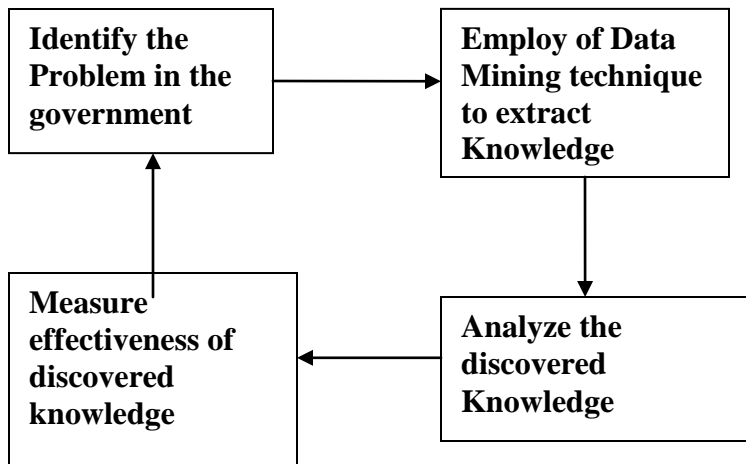 Identify the
Problem in the
government
Employ of Data
Mining technique
to extract
Knowledge
Analyze the
discovered
Knowledge
Measure
effectiveness of
discovered
knowledge